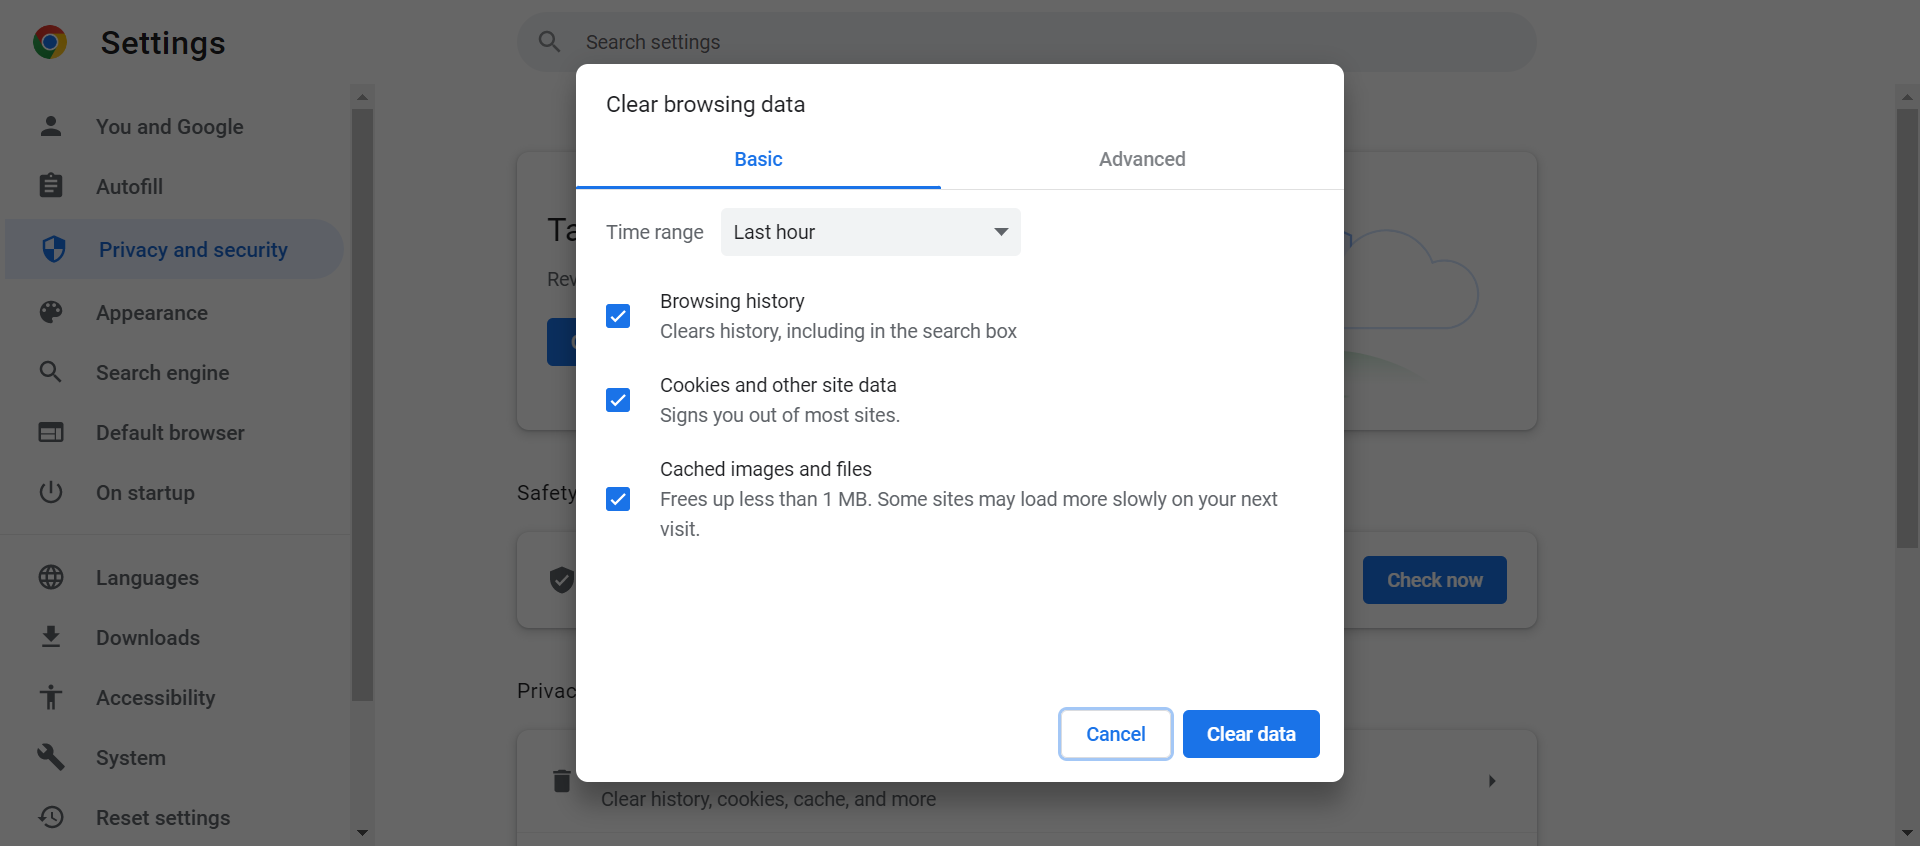 Settings
Search settings
You and Google
Autofill
Privacy and security
Appearance
Search engine
Default browser
On startup
Languages
Downloads
Accessibility
System
Reset settings
Ta
Rev
Safety
Check now
Privac
Clear history, cookies, cache, and more
Clear browsing data
Basic
Advanced
Time range
Last hour
Browsing history
Clears history, including in the search box
Cookies and other site data
Signs you out of most sites.
Cached images and files
Frees up less than 1 MB. Some sites may load more slowly on your next
visit.
Cancel
Clear data